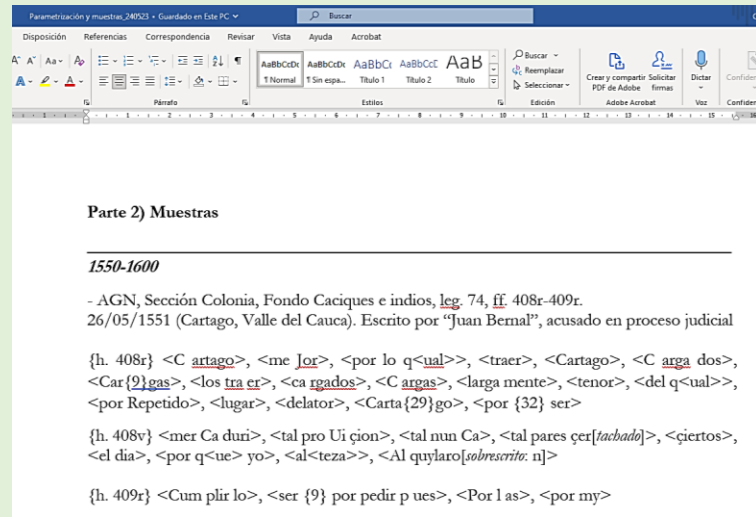 Parametrización y muestras_240523 • Guardado en Este PC
Buscar
Disposición Referencias Correspondencia Revisar Vista Ayuda Acrobat
AaBbCcDc AaBbCcDc AaBbCc AaBbCcC AaB
Buscar
Reemplazar
Seleccionar
¶ Normal ¶ Sin espa... Título 1 Título 2 Título
Crear y compartir PDF de Adobe
Solicitar firmas
Dictar
Confiden
Párrafo Estilos Edición Adobe Acrobat Voz Confiden
Parte 2) Muestras
1550-1600
- AGN, Sección Colonia, Fondo Caciques e indios, leg. 74, ff. 408r-409r.
26/05/1551 (Cartago, Valle del Cauca). Escrito por “Juan Bernal”, acusado en proceso judicial
{h. 408r} <C artago>, <me Jor>, <por lo q<ual>>, <traer>, <Cartago>, <C arga dos>,
<Car{9}gas>, <los tra er>, <ca rgados>, <C argas>, <larga mente>, <tenor>, <del q<ual>>,
<por Repetido>, <lugar>, <delator>, <Carta{29}go>, <por {32} ser>
{h. 408v} <mer Ca duri>, <tal pro Ui çion>, <tal nun Ca>, <tal pares çer[tachado]>, <çiertos>,
<el dia>, <por q<ue> yo>, <al<teza>>, <Al quylaro[sobrescrito: n]>
{h. 409r} <Cum plir lo>, <ser {9} por pedir p ues>, <Por l as>, <por my>